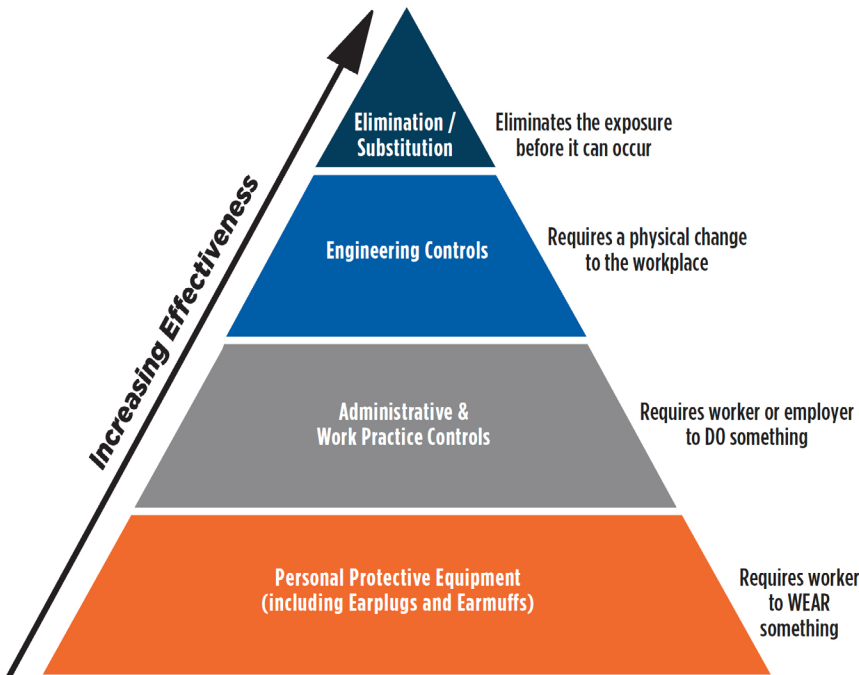 Increasing Effectiveness
Elimination /
Substitution
Eliminates the exposure
before it can occur
Engineering Controls
Requires a physical change
to the workplace
Administrative &
Work Practice Controls
Requires worker or employer
to DO something
Personal Protective Equipment
(including Earplugs and Earmuffs)
Requires worker
to WEAR
something